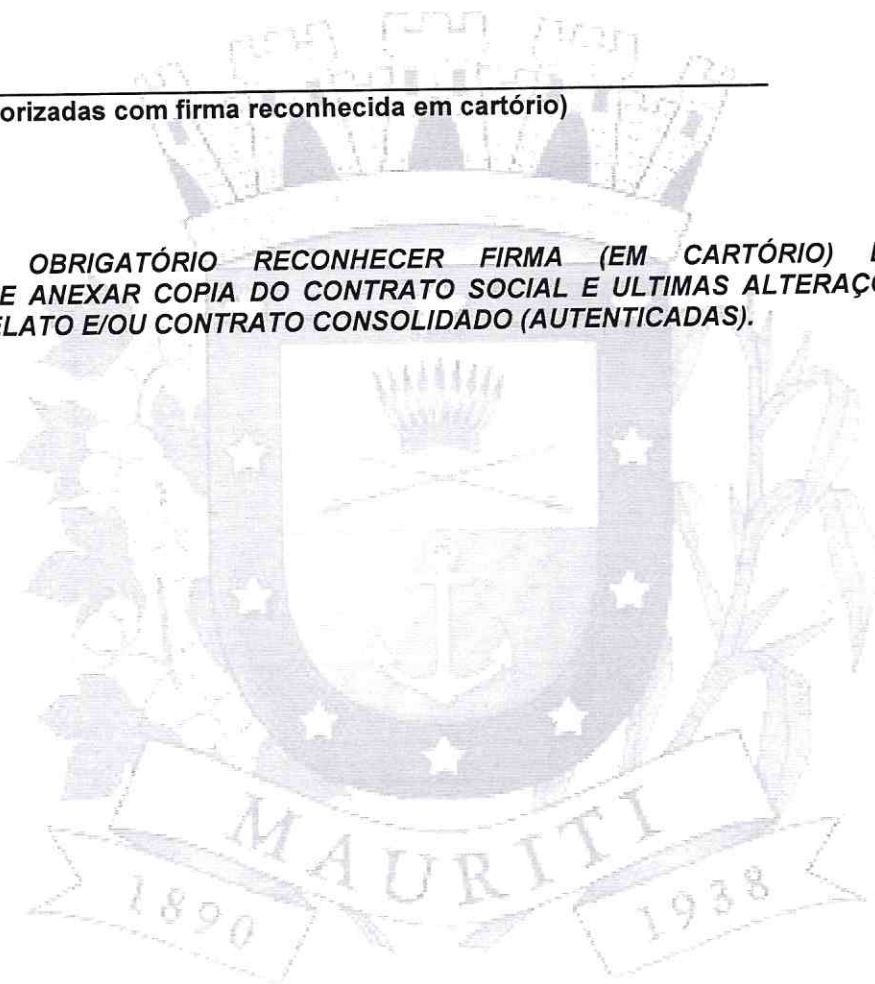 orizadas com firma reconhecida em cartório)
OBRIGATÓRIO RECONHECER FIRMA (EM CARTÓRIO)
E ANEXAR COPIA DO CONTRATO SOCIAL E ULTIMAS ALTERAÇÕ
ELATO E/OU CONTRATO CONSOLIDADO (AUTENTICADAS).
MAURITI
1890
1938